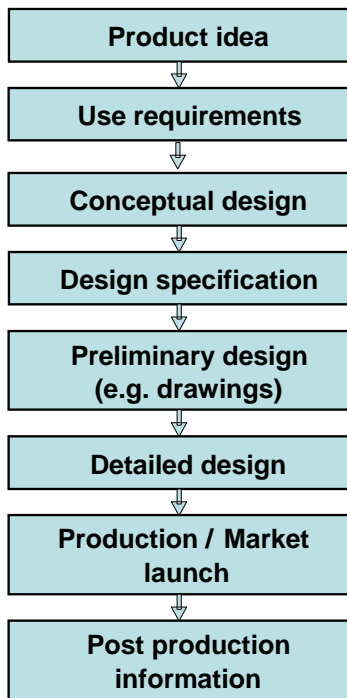 Product idea
Use requirements
Conceptual design
Design specification
Preliminary design
(e.g. drawings)
Detailed design
Production / Market
launch
Post production
information